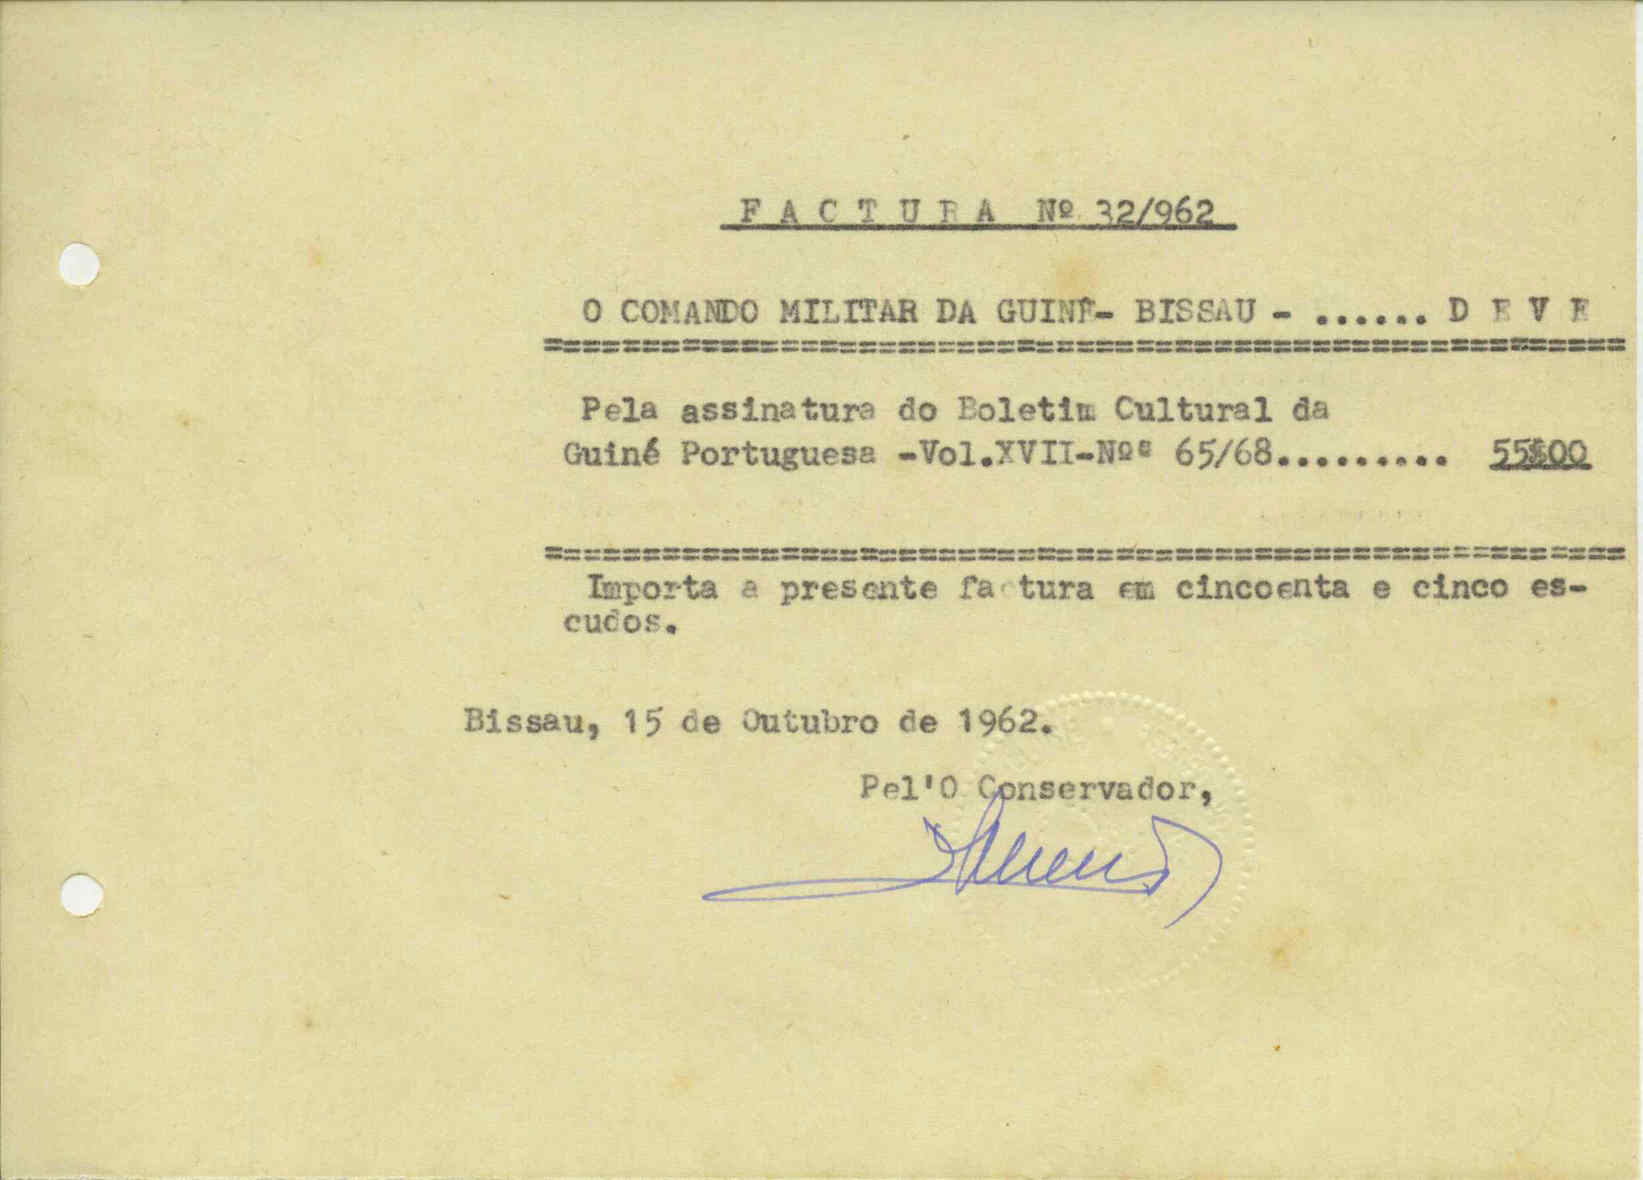 F A C T U R A Nº 32/962
O COMANDO MILITAR DA GUINÉ- BISSAU - ...... D E V E
=======================================================
Pela assinatura do Boletim Cultural da
Guiné Portuguesa -Vol.XVII-Nºs 65/68......... 55$00
=======================================================
Importa a presente factura em cincoenta e cinco es-
cudos.
Bissau, 15 de Outubro de 1962.
Pel'O Conservador,